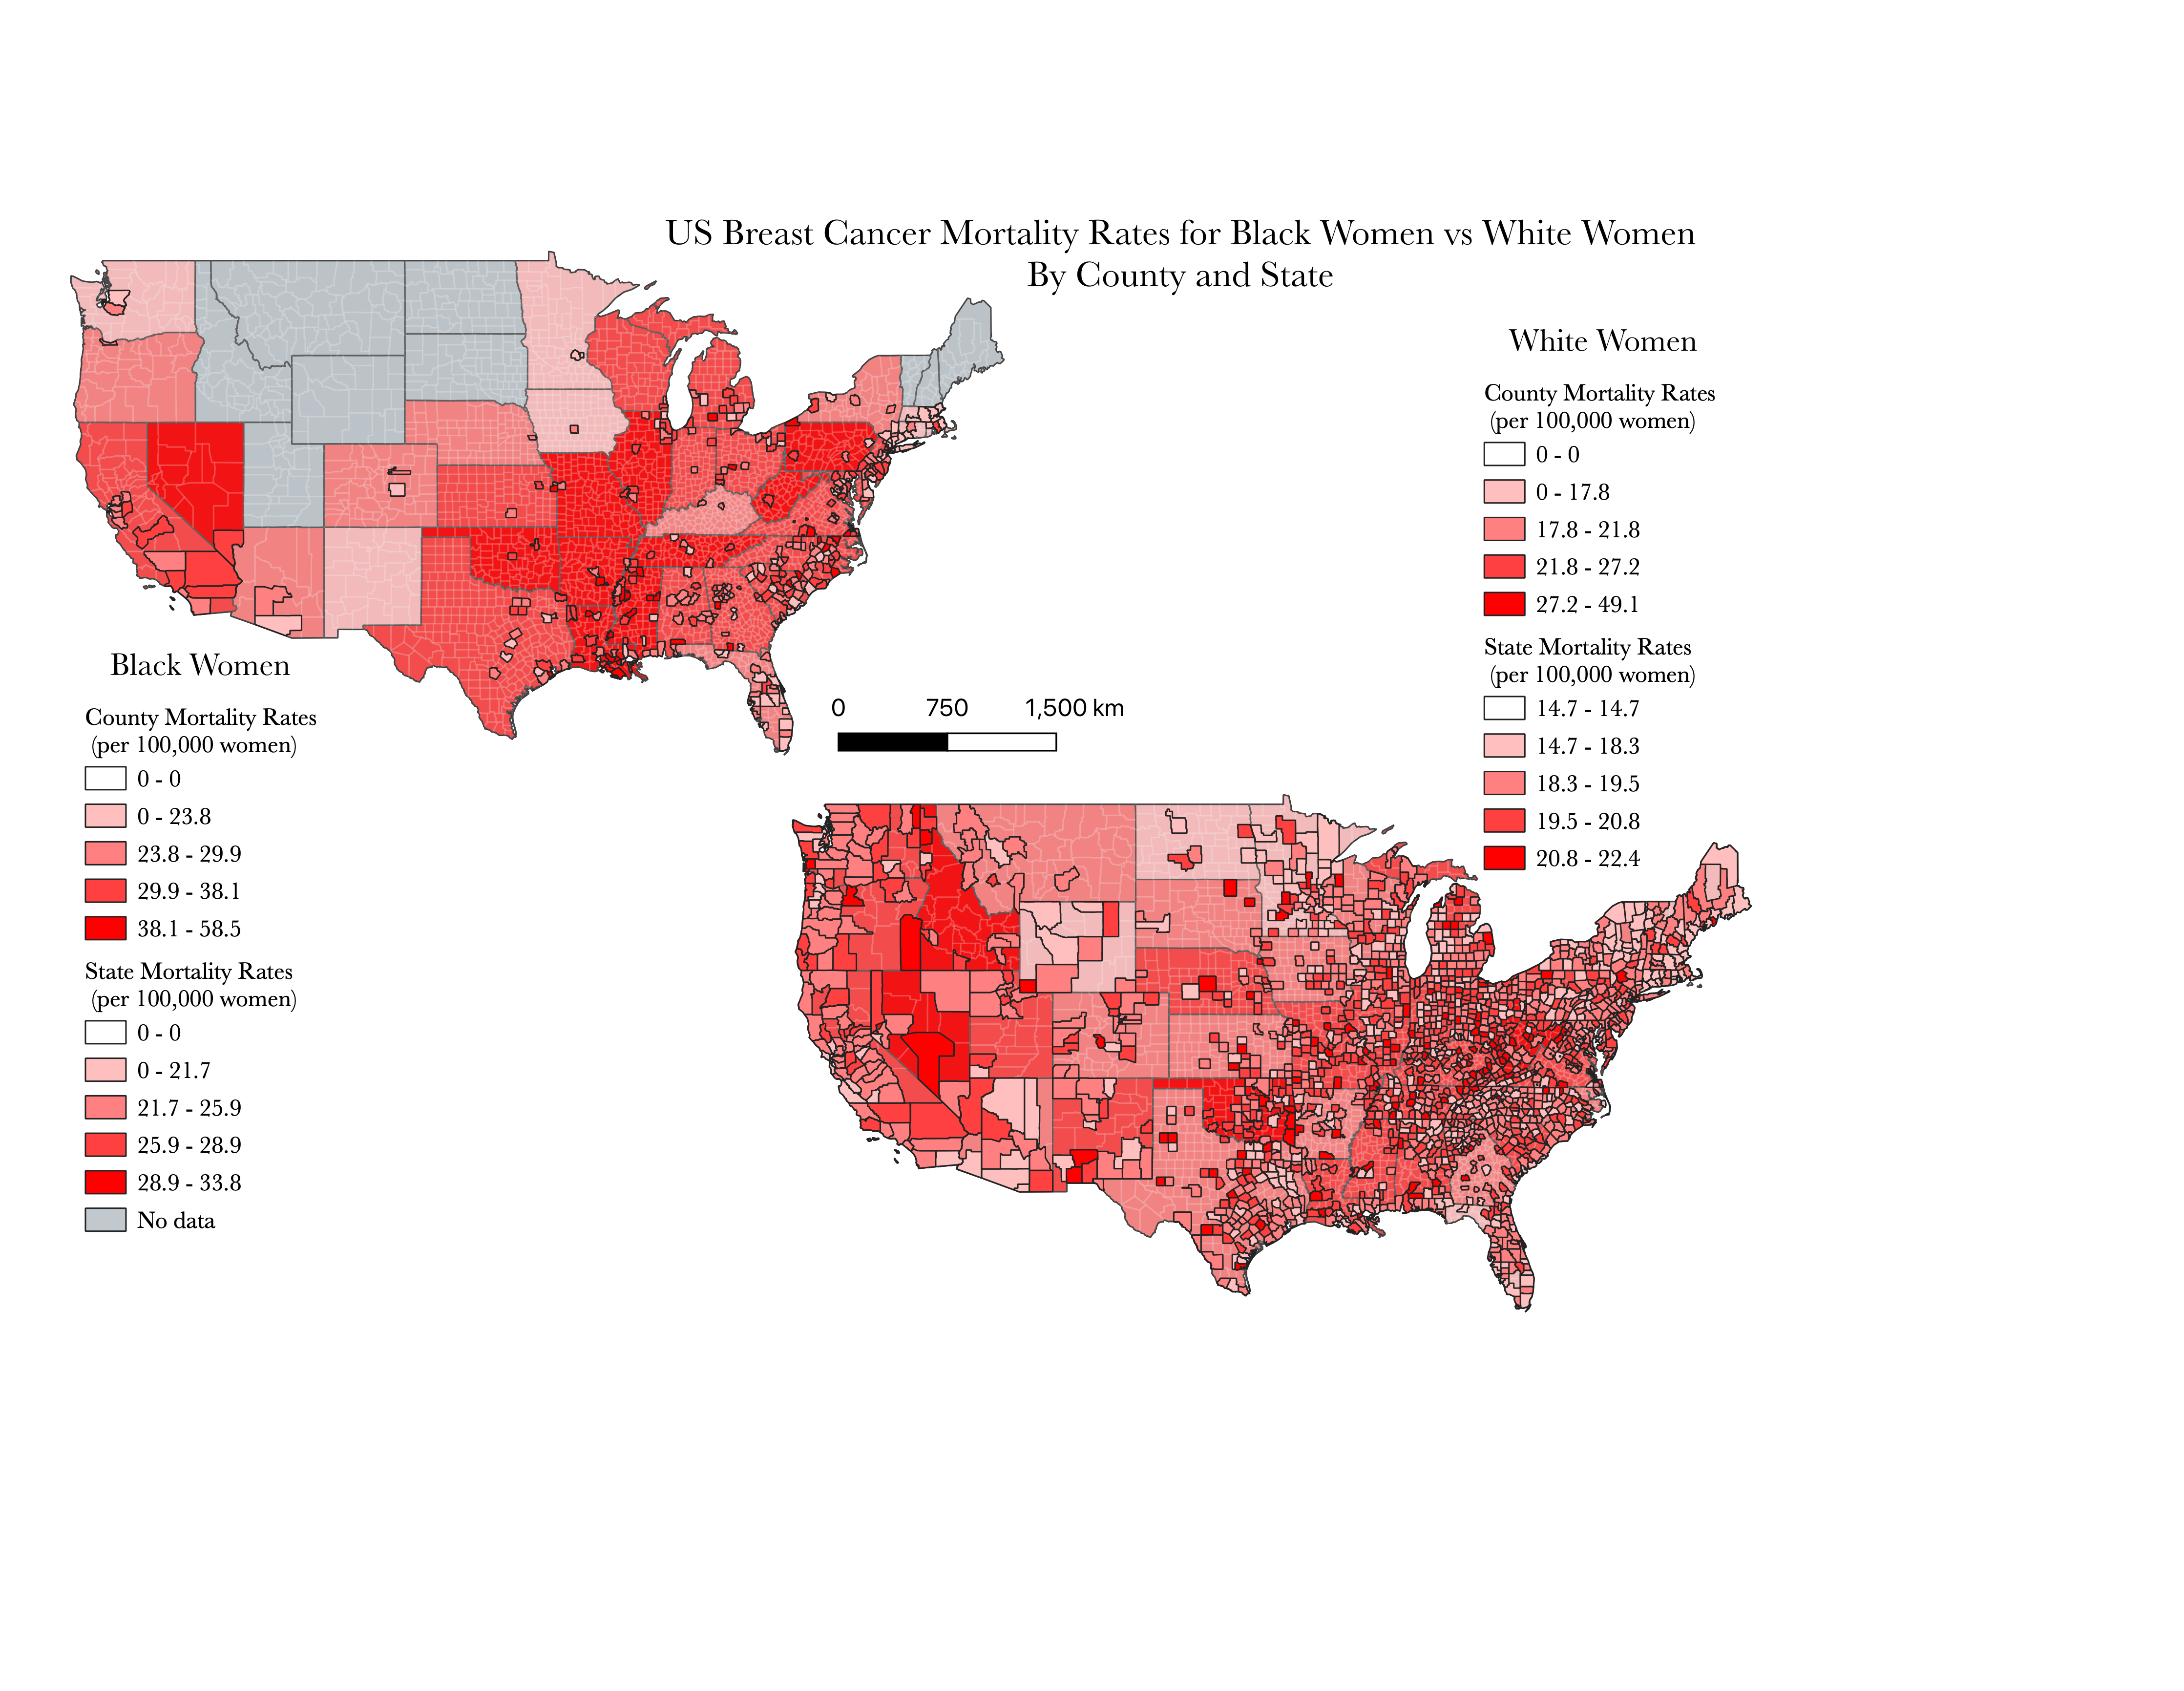 US Breast Cancer Mortality Rates for Black Women vs White Women
By County and State
White Women
County Mortality Rates
(per 100,000 women)
0 - 0
0 - 17.8
17.8 - 21.8
21.8 - 27.2
27.2 - 49.1
State Mortality Rates
(per 100,000 women)
14.7 - 14.7
14.7 - 18.3
18.3 - 19.5
19.5 - 20.8
20.8 - 22.4
Black Women
County Mortality Rates
(per 100,000 women)
0 - 0
0 - 23.8
23.8 - 29.9
29.9 - 38.1
38.1 - 58.5
State Mortality Rates
(per 100,000 women)
0 - 0
0 - 21.7
21.7 - 25.9
25.9 - 28.9
28.9 - 33.8
No data
0 750 1,500 km